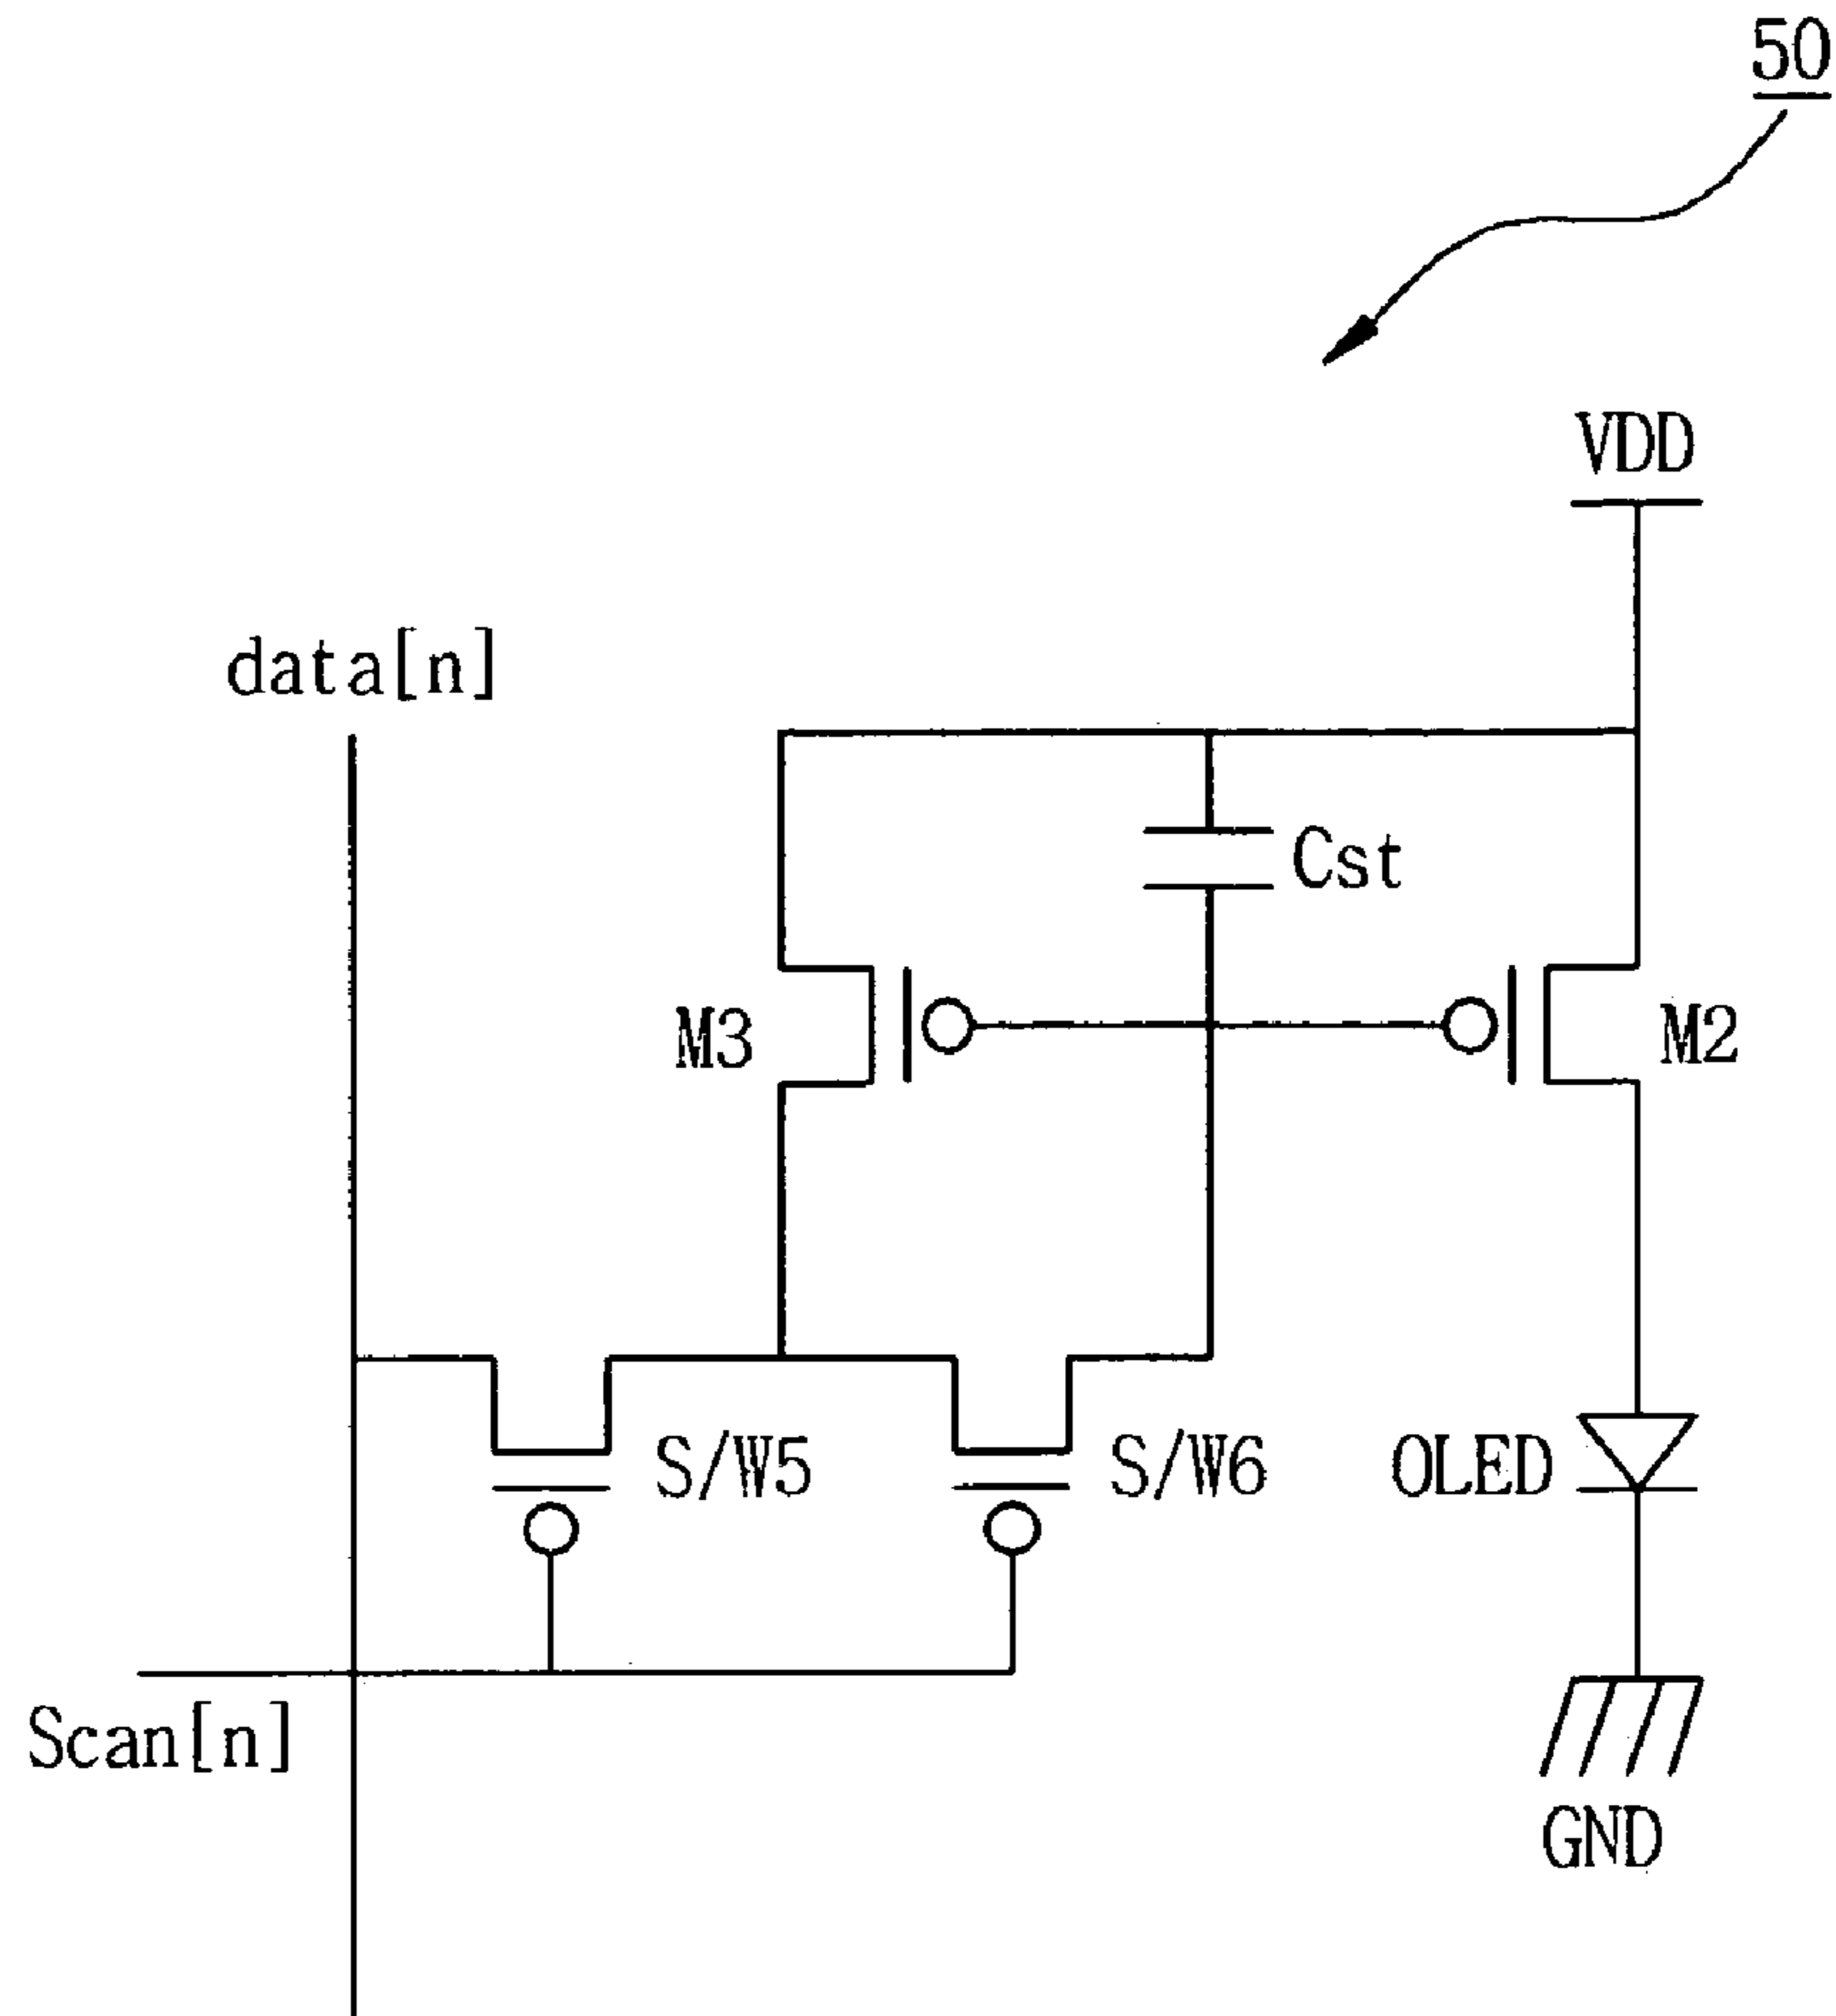 50
VDD
data[n]
Cst
M3
M2
S/W5
S/W6
OLED
Scan[n]
GND